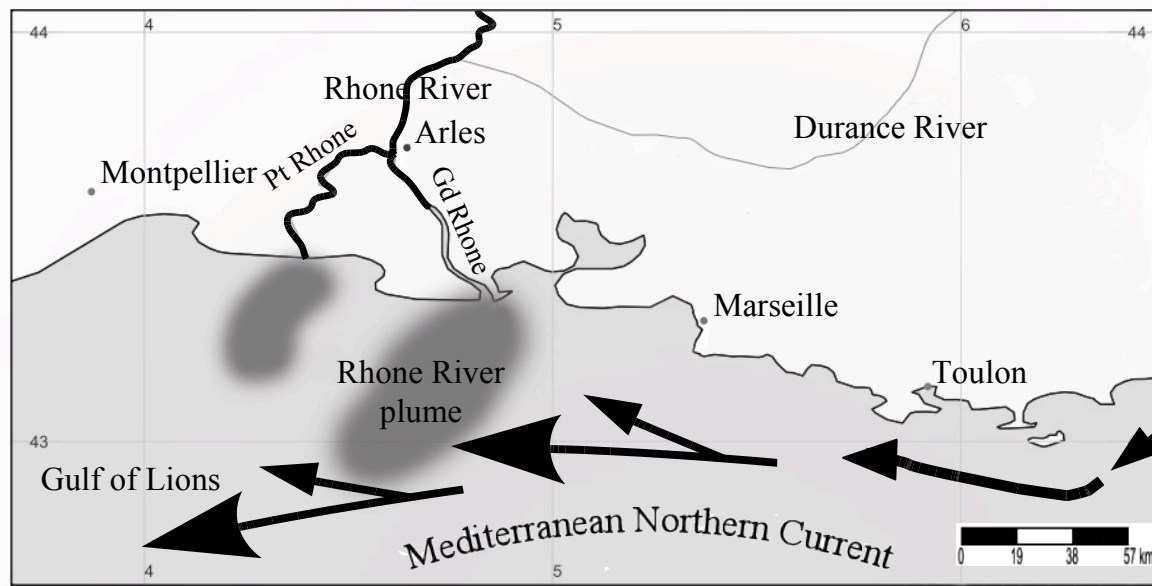 4
5
6
44
44
Rhone River
Arles
Durance River
Pt Rhone
Montpellier
Gd Rhone
Marseille
Rhone River
plume
Toulon
43
Gulf of Lions
Mediterranean Northern Current
0 19 38 57 km
4
5